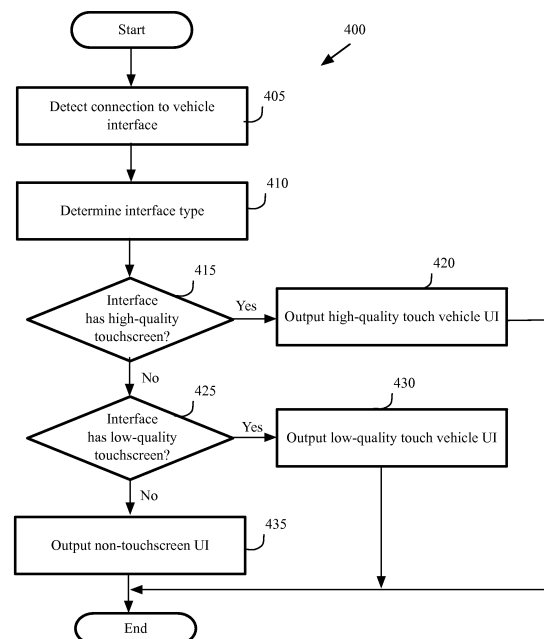 Start
400
Detect connection to vehicle
interface
405
Determine interface type
410
Interface
has high-quality
touchscreen?
415
Yes
Output high-quality touch vehicle UI
420
No
Interface
has low-quality
touchscreen?
425
Yes
Output low-quality touch vehicle UI
430
No
Output non-touchscreen UI
435
End